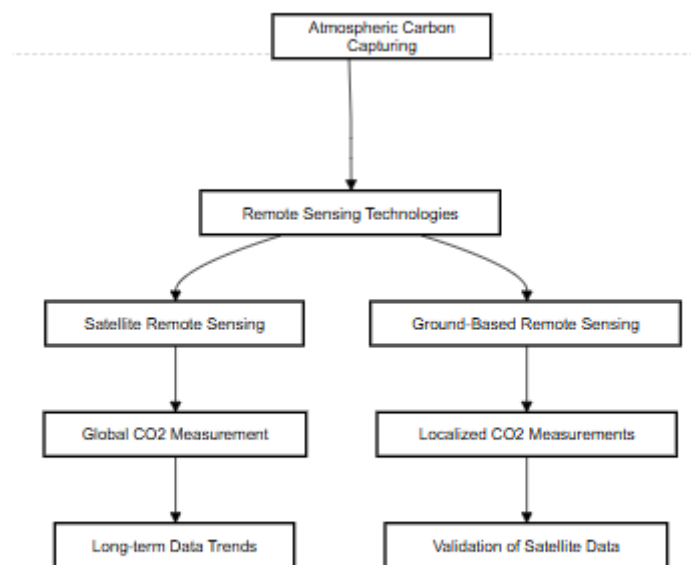 Atmospheric Carbon
Capturing
Remote Sensing Technologies
Satellite Remote Sensing
Ground-Based Remote Sensing
Global CO2 Measurement
Localized CO2 Measurements
Long-term Data Trends
Validation of Satellite Data